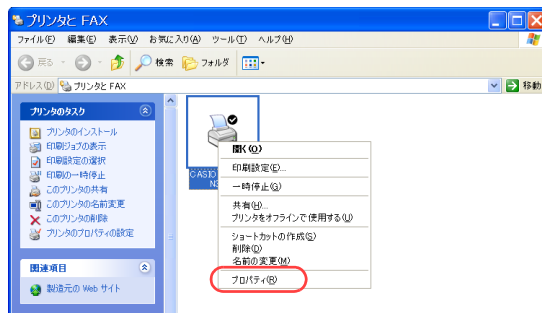 プリンタと FAX
ファイル(F) 編集(E) 表示(V) お気に入り(A) ツール(T) ヘルプ(H)
戻る 検索 フォルダ
アドレス(D) プリンタと FAX 移動
プリンタのタスク
プリンタのインストール
印刷ジョブの表示
印刷設定の選択
印刷の一時停止
このプリンタの共有
このプリンタの名前変更
このプリンタの削除
プリンタのプロパティの設定
関連項目
製造元の Web サイト
CASIO
開く(O)
印刷設定(E)...
一時停止(G)
共有(H)...
プリンタをオフラインで使用する(U)
ショートカットの作成(S)
削除(D)
名前の変更(M)
プロパティ(R)